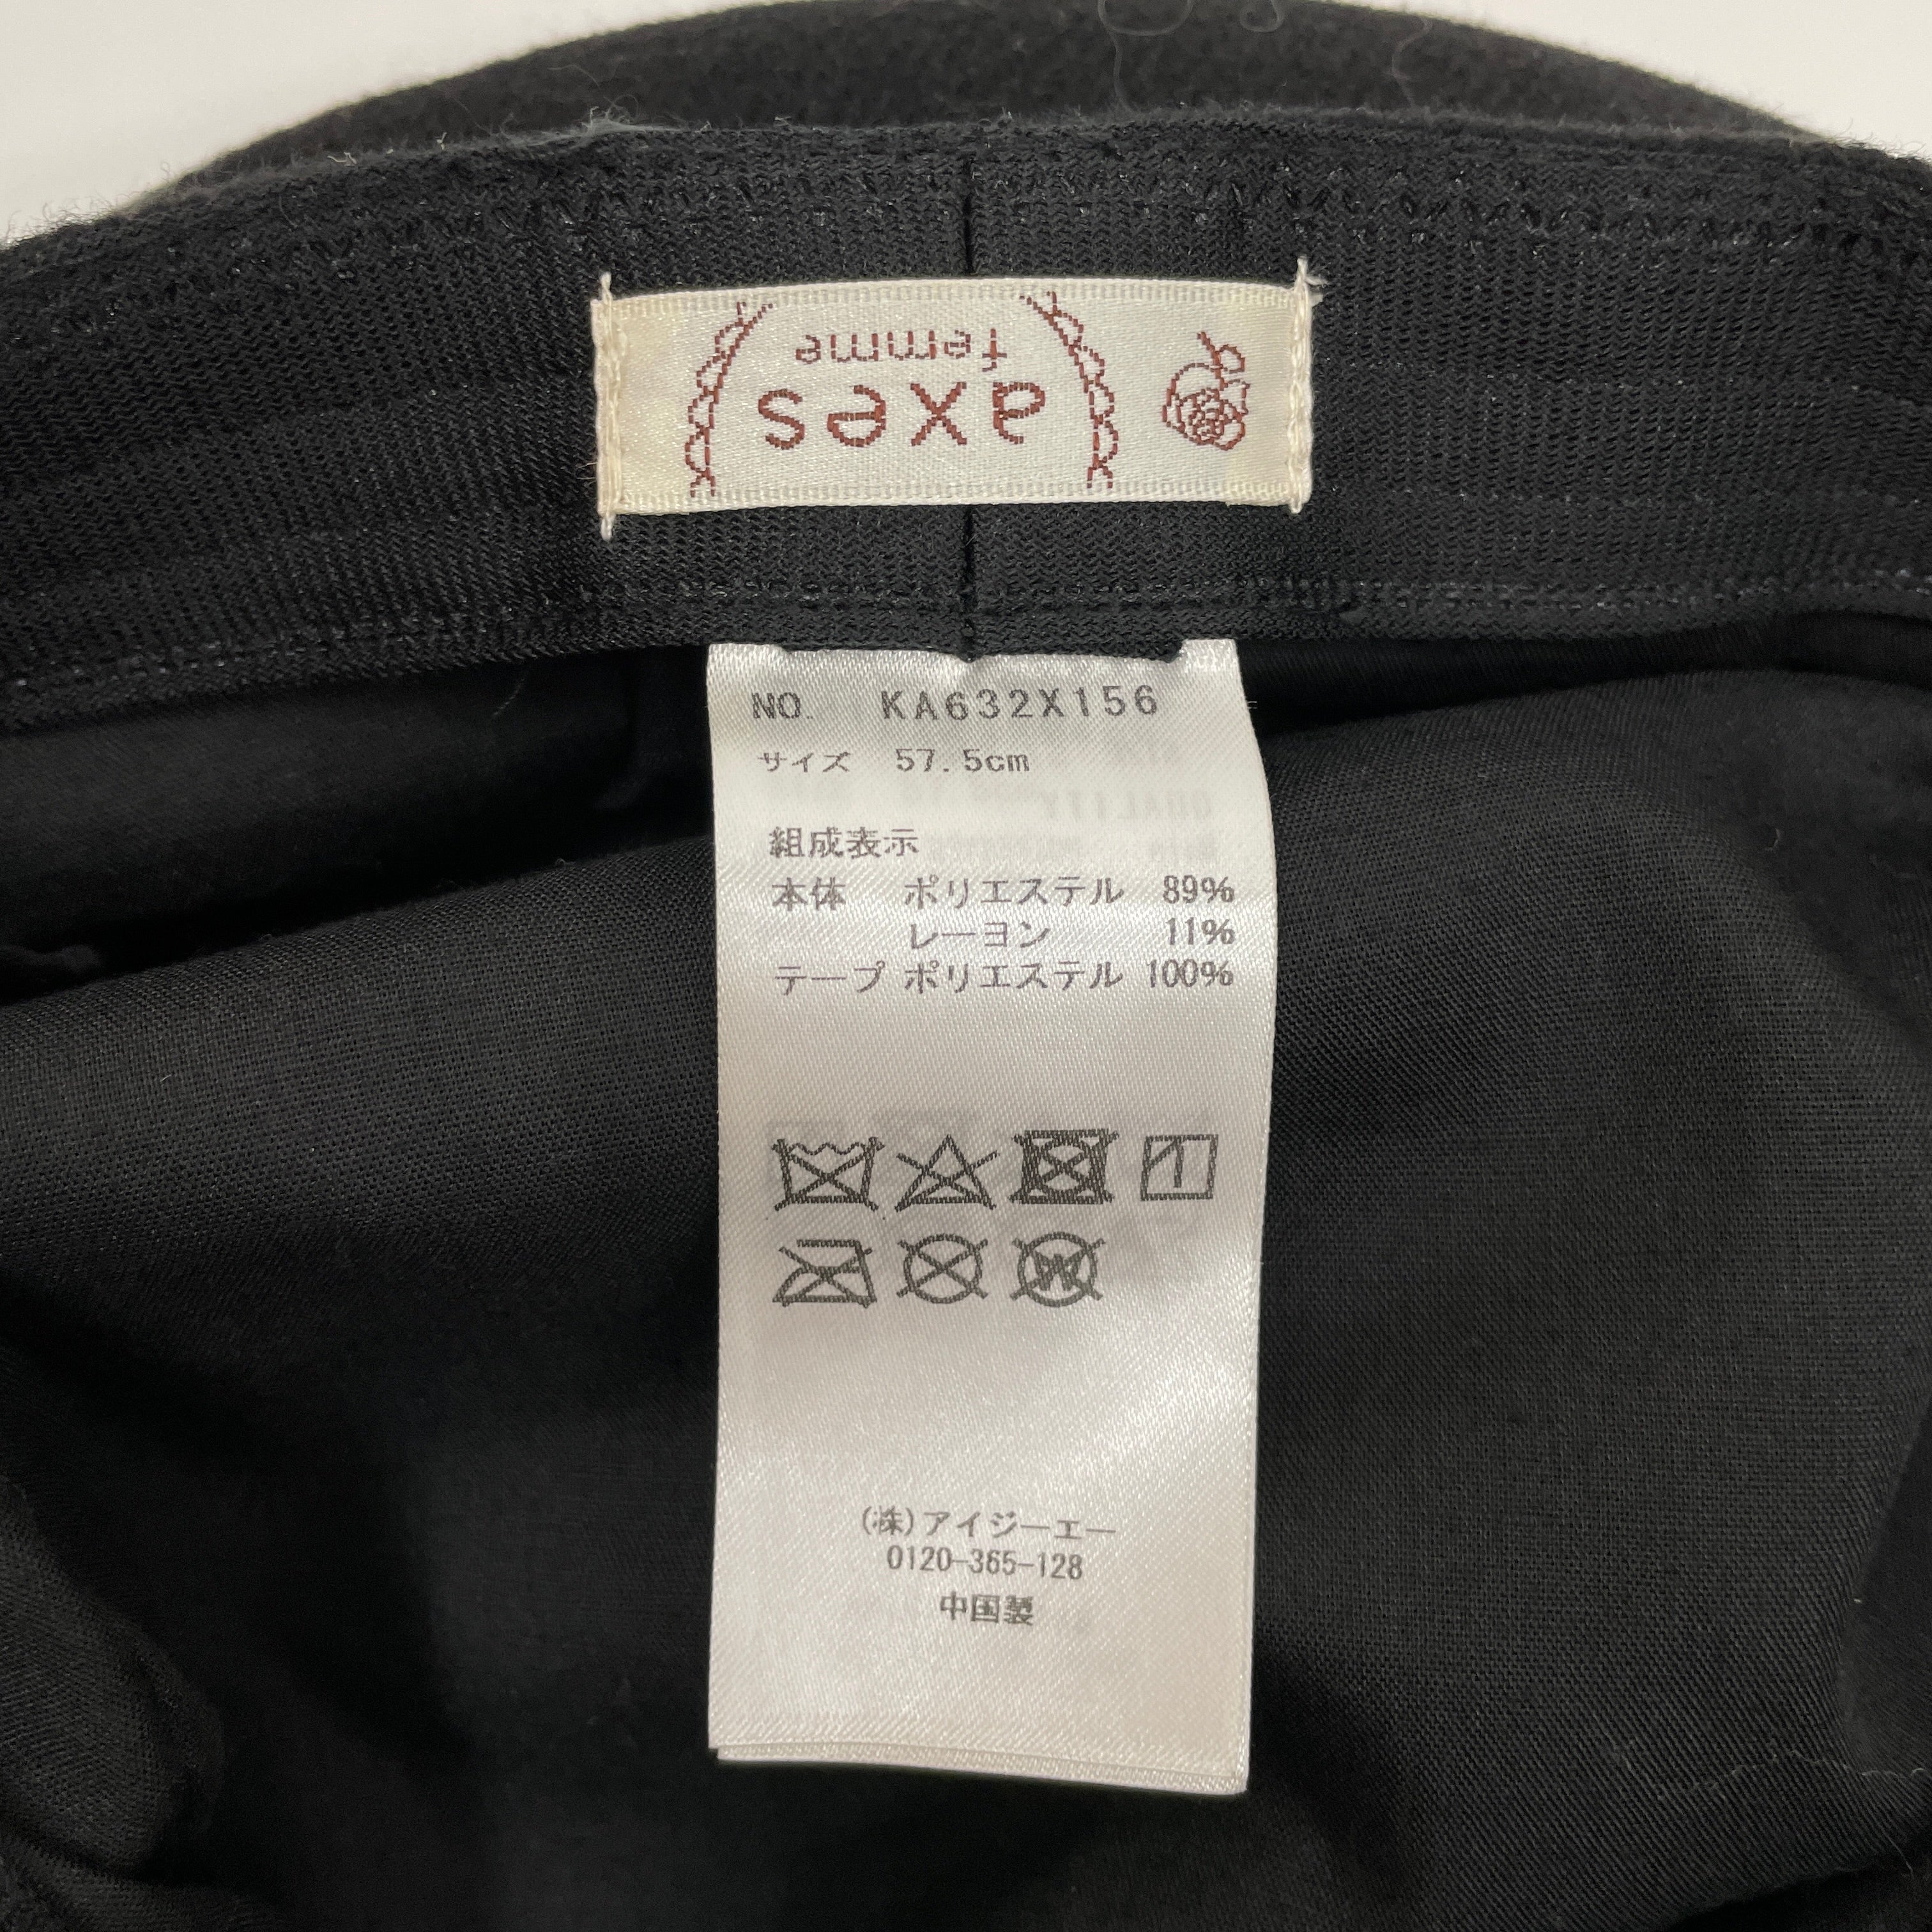 axes
femme
NO. KA632X156
サイズ 57.5cm
組成表示
本体 ポリエステル 89%
レーヨン 11%
テープ ポリエステル 100%
W
(株)アイジーエー
0120-365-128
中国製